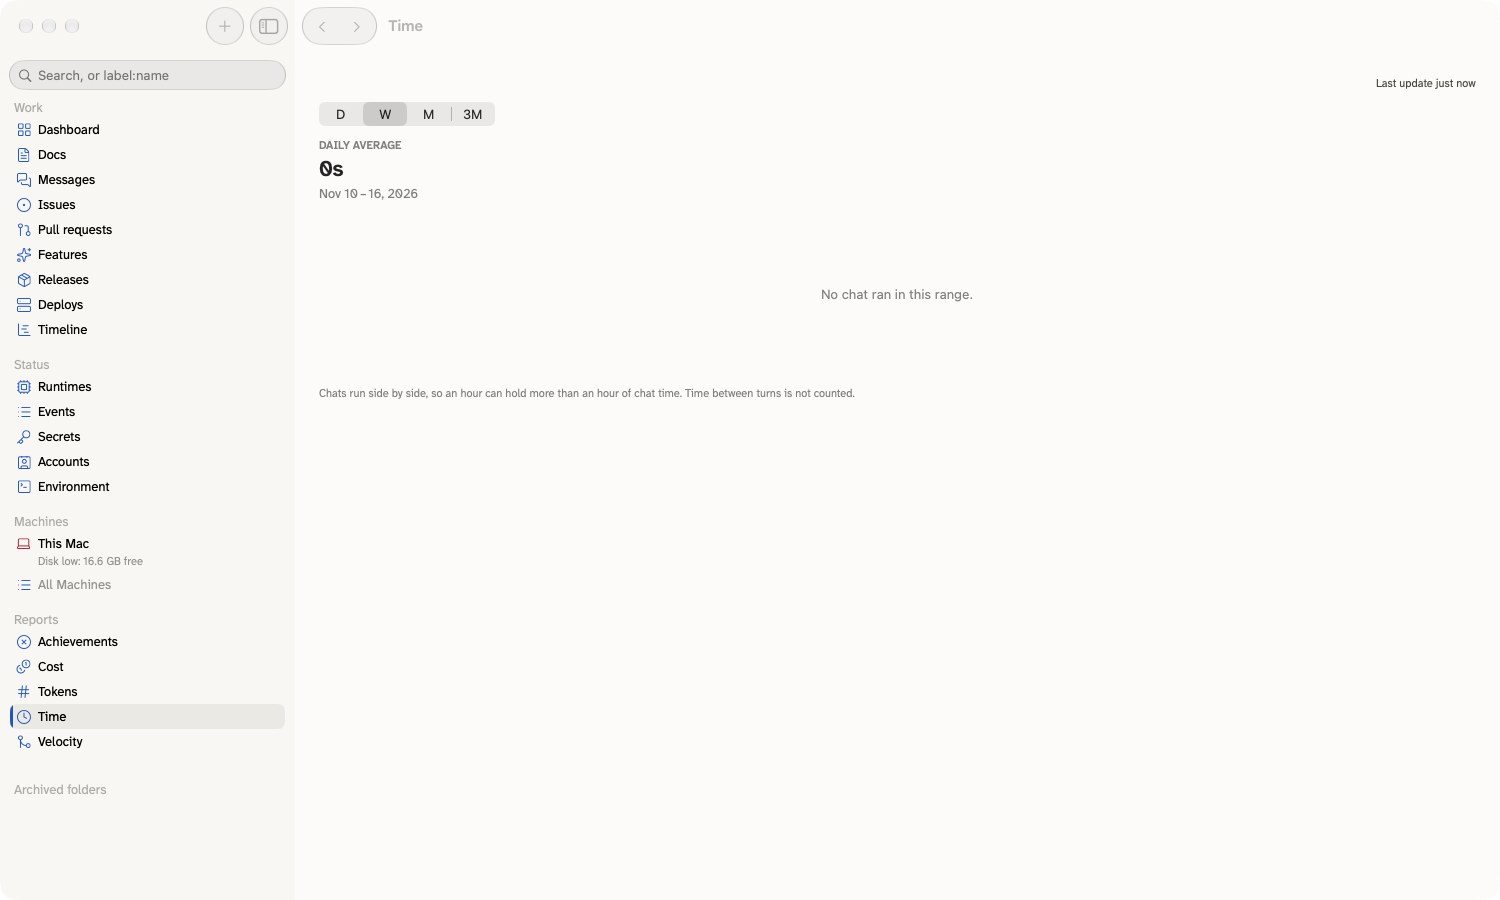 Time
Search, or label:name
Work
Dashboard
Docs
Messages
Issues
Pull requests
Features
Releases
Deploys
Timeline
Status
Runtimes
Events
Secrets
Accounts
Environment
Machines
This Mac
Disk low: 16.6 GB free
All Machines
Reports
Achievements
Cost
Tokens
Time
Velocity
Archived folders
Last update just now
D W M 3M
DAILY AVERAGE
0s
Nov 10 – 16, 2026
No chat ran in this range.
Chats run side by side, so an hour can hold more than an hour of chat time. Time between turns is not counted.